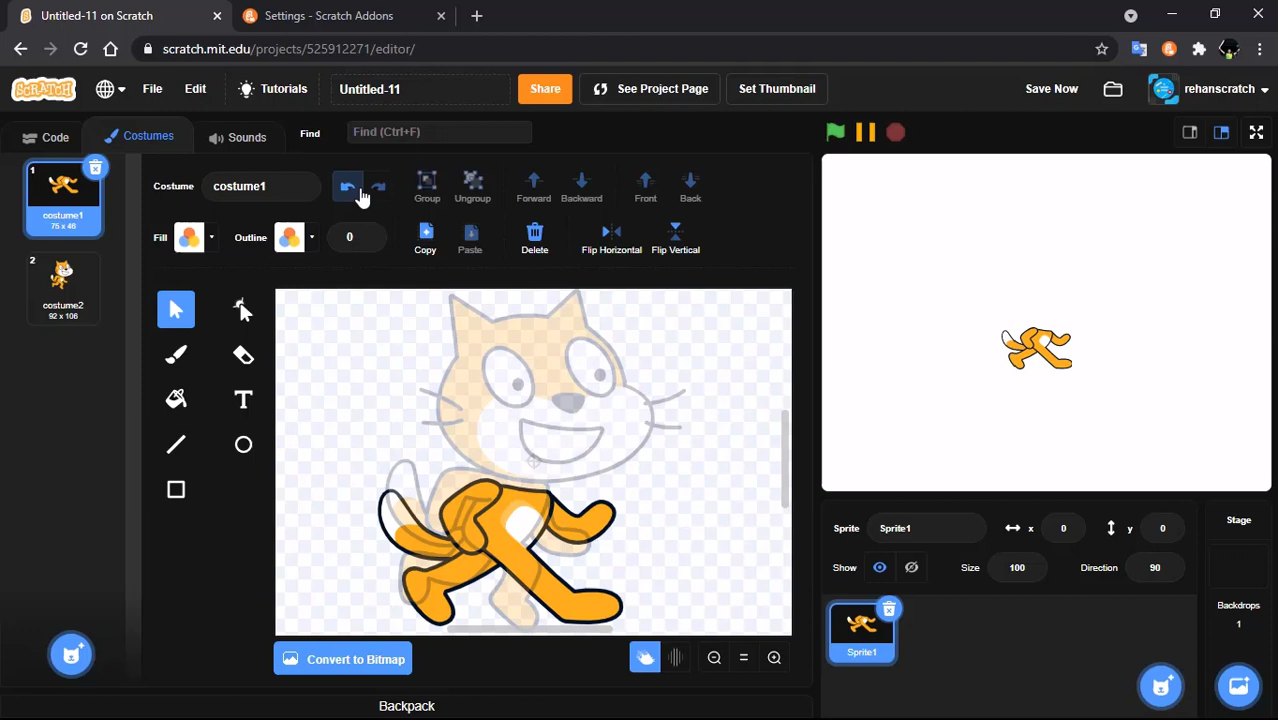 Untitled-11 on Scratch
Settings - Scratch Addons
scratch.mit.edu/projects/525912271/editor/
SCRATCH
File
Edit
Tutorials
Untitled-11
Share
See Project Page
Set Thumbnail
Save Now
rehanscratch
Code
Costumes
Sounds
Find
Find (Ctrl+F)
1
costume1
75 x 46
2
costume2
92 x 106
Costume
costume1
Group
Ungroup
Forward
Backward
Front
Back
Fill
Outline
0
Copy
Paste
Delete
Flip Horizontal
Flip Vertical
T
Convert to Bitmap
Backpack
Sprite
Sprite1
x
0
y
0
Show
Size
100
Direction
90
Sprite1
Stage
Backdrops
1